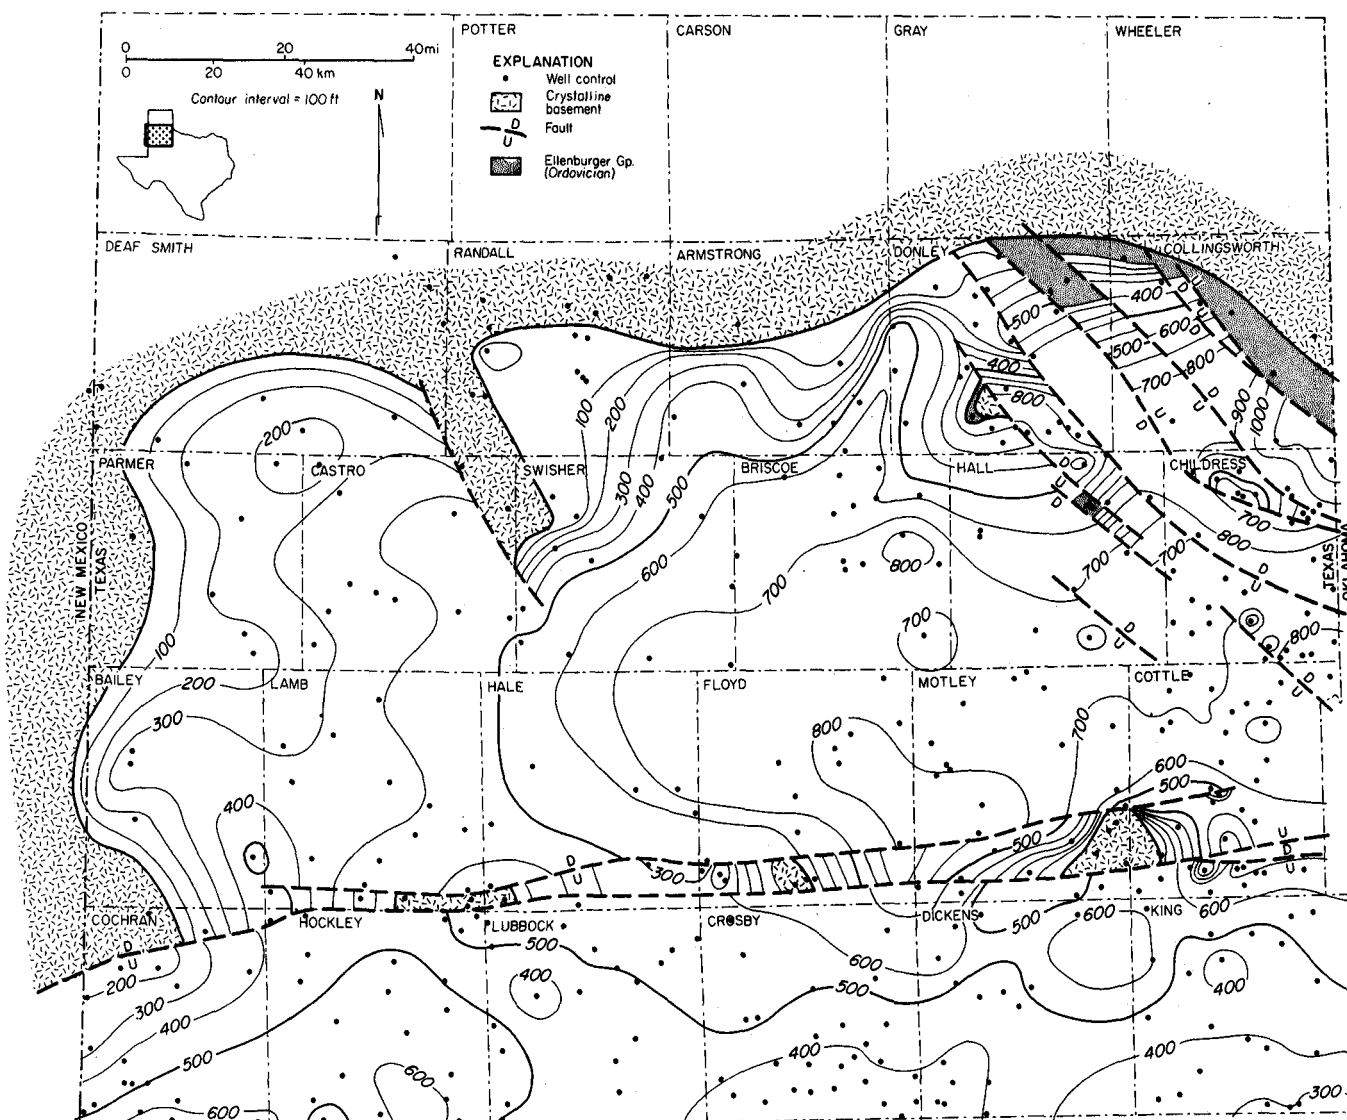 POTTER
CARSON
GRAY
WHEELER
0 20 40mi
0 20 40 km
Contour interval = 100 ft
N
EXPLANATION
Well control
Crystalline
basement
D
U
Fault
Ellenburger Gp.
(Ordovician)
DEAF SMITH
RANDALL
ARMSTRONG
DONLEY
COLLINGSWORTH
U
D
400
500
600
500
400
700
800
800
900
1000
100
200
200
300
400
500
U
D
D
U
PARMER
CASTRO
SWISHER
BRISCOE
HALL
CHILDRESS
D
U
D
700
800
NEW MEXICO
TEXAS
TEXAS
OKLAHOMA
600
700
800
700
700
D
U
700
D
U
800
100
BAILEY
200
LAMB
HALE
FLOYD
MOTLEY
COTTLE
D
U
300
800
700
600
500
400
500
D
U
300
U
D
U
COCHRAN
HOCKLEY
LUBBOCK
CROSBY
DICKENS
KING
500
600
600
D
U
500
600
200
400
500
400
300
400
500
400
400
600
600
300